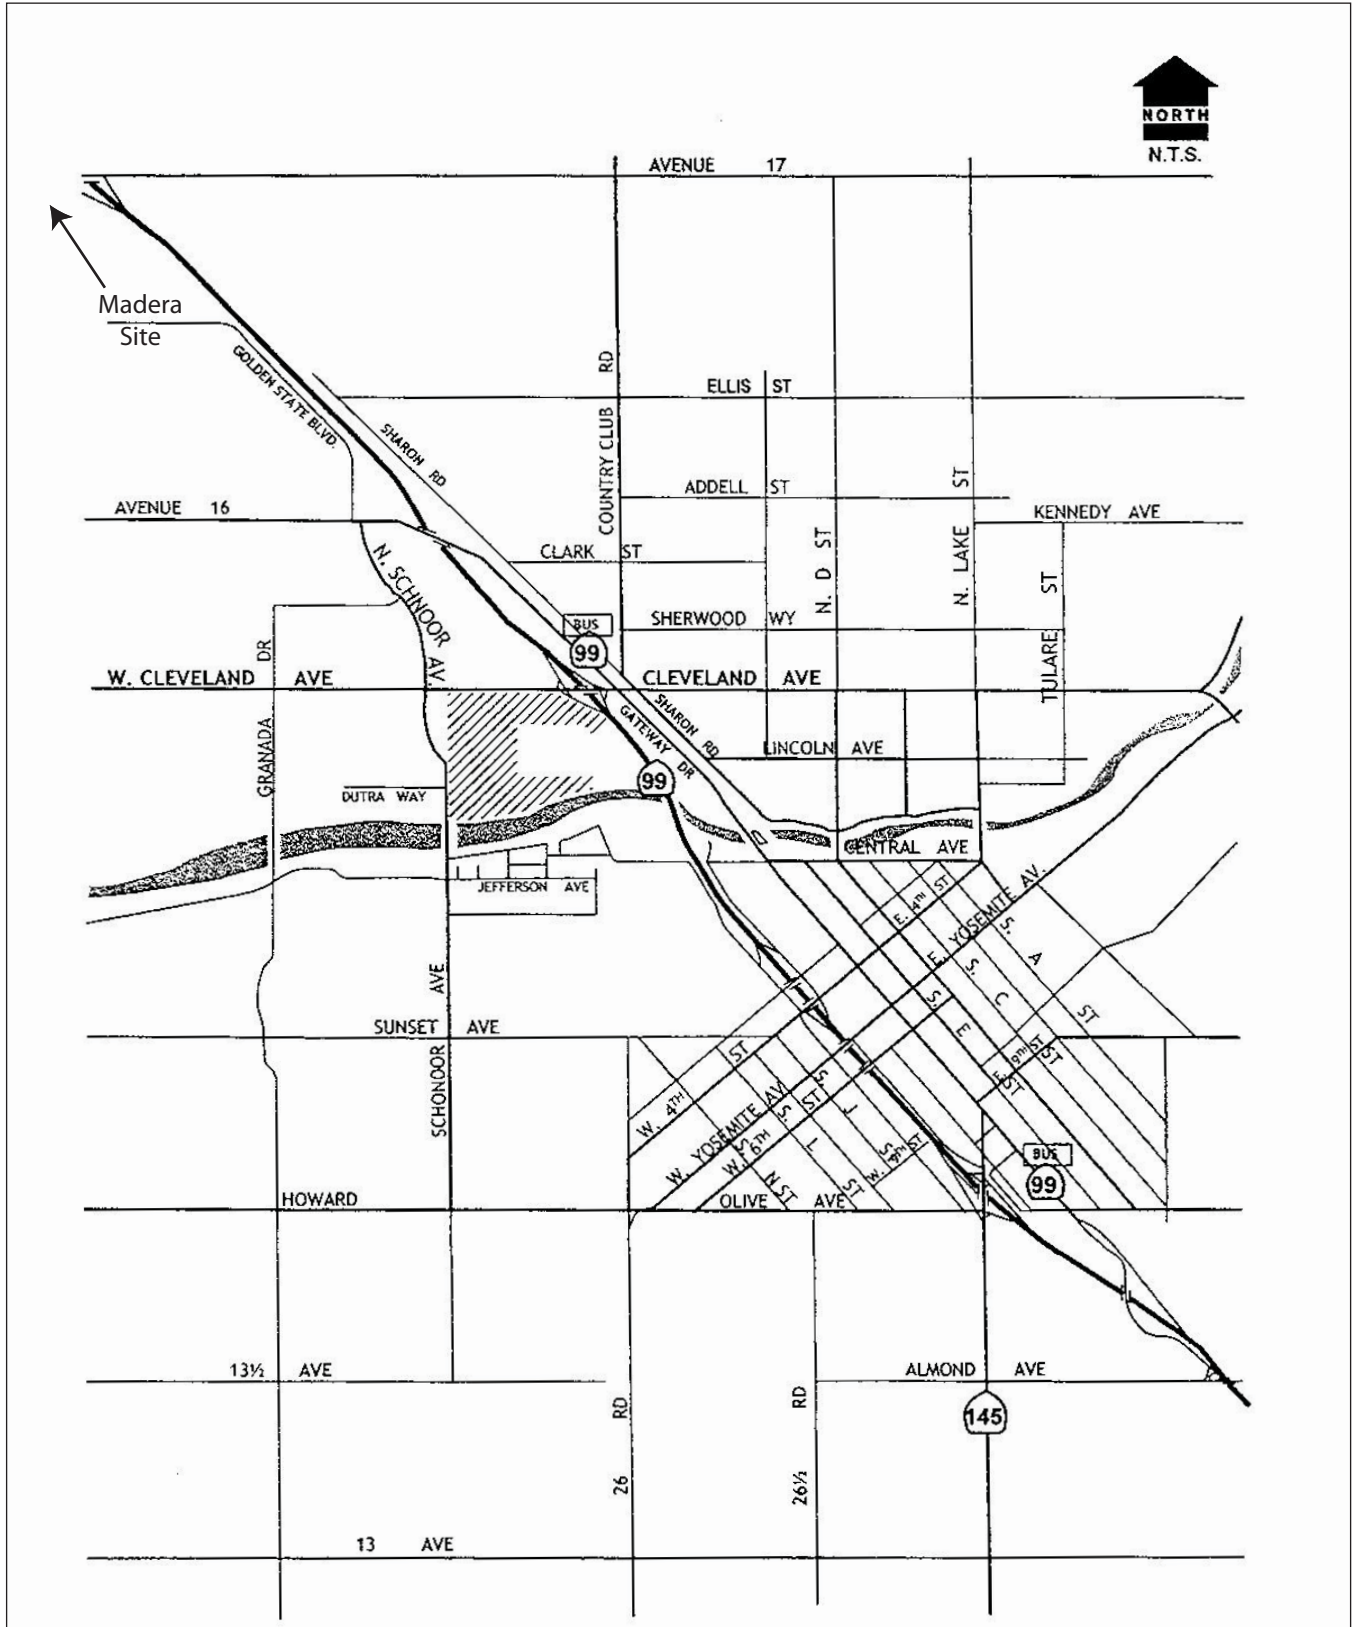 NORTH
N.T.S.
AVENUE 17
Madera
Site
GOLDEN STATE BLVD.
SHARON RD
COUNTRY CLUB RD
ELLIS ST
ADDELL ST
AVENUE 16
KENNEDY AVE
CLARK ST
N. D ST
N. LAKE ST
TULARE ST
N. SCHNOOR AV.
SHERWOOD WY
BUS
99
W. CLEVELAND AVE
CLEVELAND AVE
GRANADA DR
GATEWAY DR
SHARON RD
LINCOLN AVE
99
DUTRA WAY
CENTRAL AVE
JEFFERSON AVE
E. 4TH ST
E. YOSEMITE AV.
S. A ST
S. C ST
S. E ST
E. 9TH ST
SUNSET AVE
SCHONOOR AVE
W. 4TH ST
W. YOSEMITE AV.
W. 6TH ST
S. J ST
S. L ST
S. N ST
W. 9TH ST
BUS
99
HOWARD
OLIVE AVE
13½ AVE
ALMOND AVE
145
26 RD
26½ RD
13 AVE